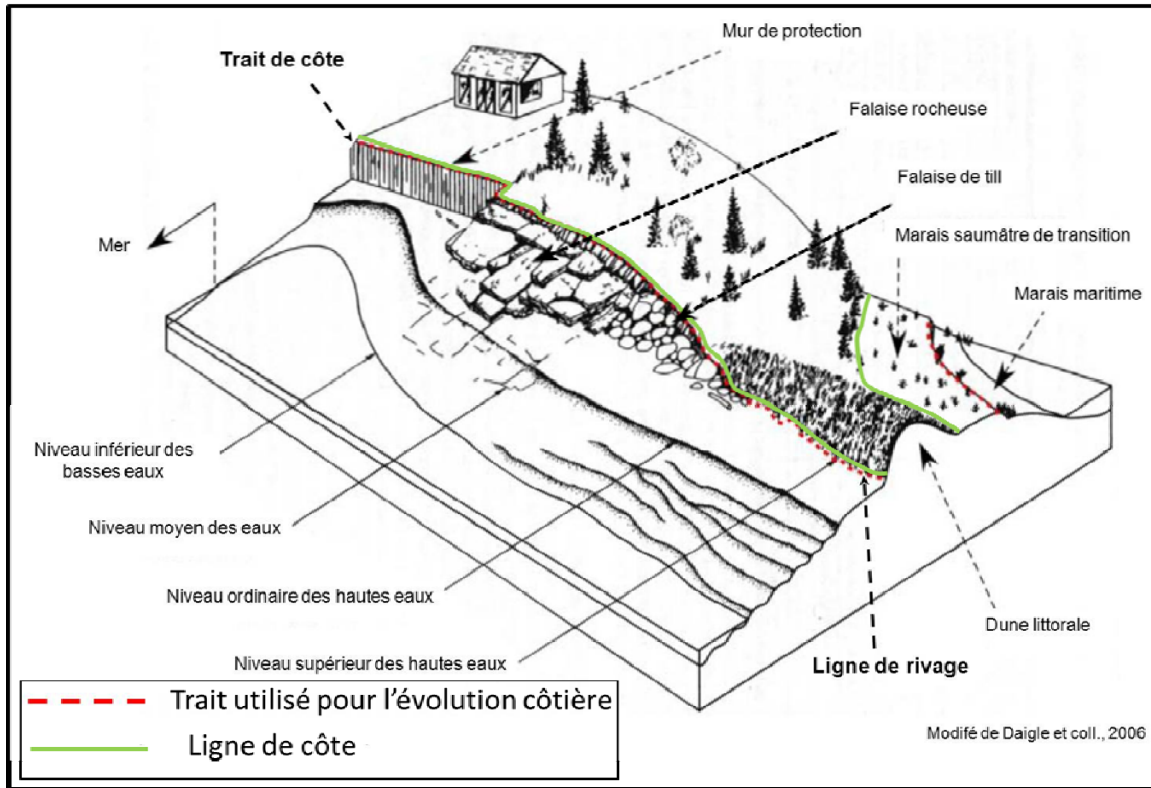 Mur de protection
Trait de côte
Falaise rocheuse
Falaise de till
Mer
Marais saumâtre de transition
Marais maritime
Niveau inférieur des
basses eaux
Niveau moyen des eaux
Niveau ordinaire des hautes eaux
Dune littorale
Niveau supérieur des hautes eaux
Ligne de rivage
Trait utilisé pour l'évolution côtière
Ligne de côte
Modifé de Daigle et coll., 2006